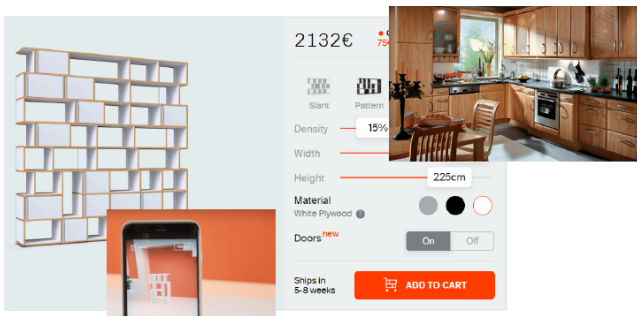 2132€
Slant Pattern
Density 15%
Width
Height 225cm
Material
White Plywood ?
Doors new On Off
Ships in
5-8 weeks
ADD TO CART